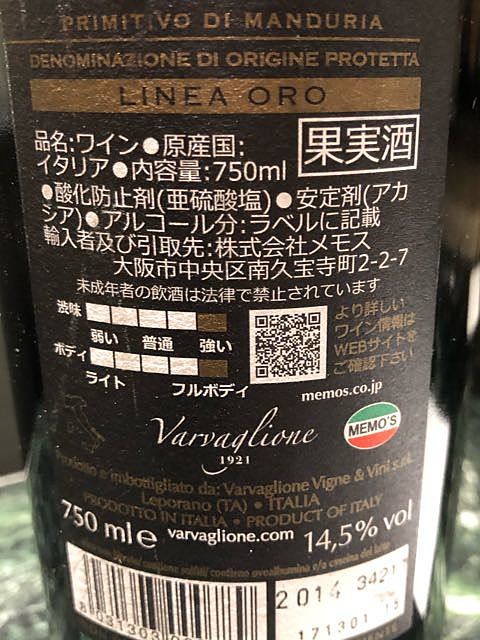 PRIMITIVO DI MANDURIA
DENOMINAZIONE DI ORIGINE PROTETTA
LINEA ORO
品名:ワイン●原産国:
イタリア●内容量:750ml
果実酒
●酸化防止剤(亜硫酸塩)●安定剤(アカ
シア)●アルコール分:ラベルに記載
輸入者及び引取先:株式会社メモス
大阪市中央区南久宝寺町2-2-7
未成年者の飲酒は法律で禁止されています
渋味
弱い 普通 強い
ボディ
ライト フルボディ
より詳しい
ワイン情報は
WEBサイトを
ご確認下さい
memos.co.jp
Varvaglione
1921
MEMO'S
Prodotto e imbottigliato da: Varvaglione Vigne & Vini s.r.l.
Leporano (TA) • ITALIA
PRODOTTO IN ITALIA • PRODUCT OF ITALY
750 ml e varvaglione.com 14,5% vol
contiene solfiti/ contiene ovoalbumina e/o caseina del latte
2014 3421
171301 15